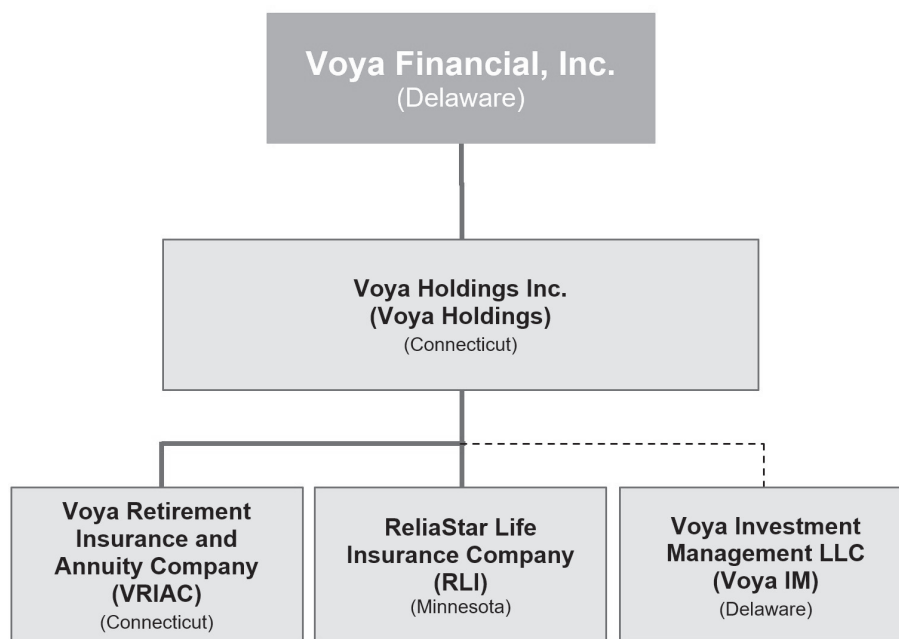 Voya Financial, Inc.
(Delaware)
Voya Holdings Inc.
(Voya Holdings)
(Connecticut)
Voya Retirement
Insurance and
Annuity Company
(VRIAC)
(Connecticut)
ReliaStar Life
Insurance Company
(RLI)
(Minnesota)
Voya Investment
Management LLC
(Voya IM)
(Delaware)